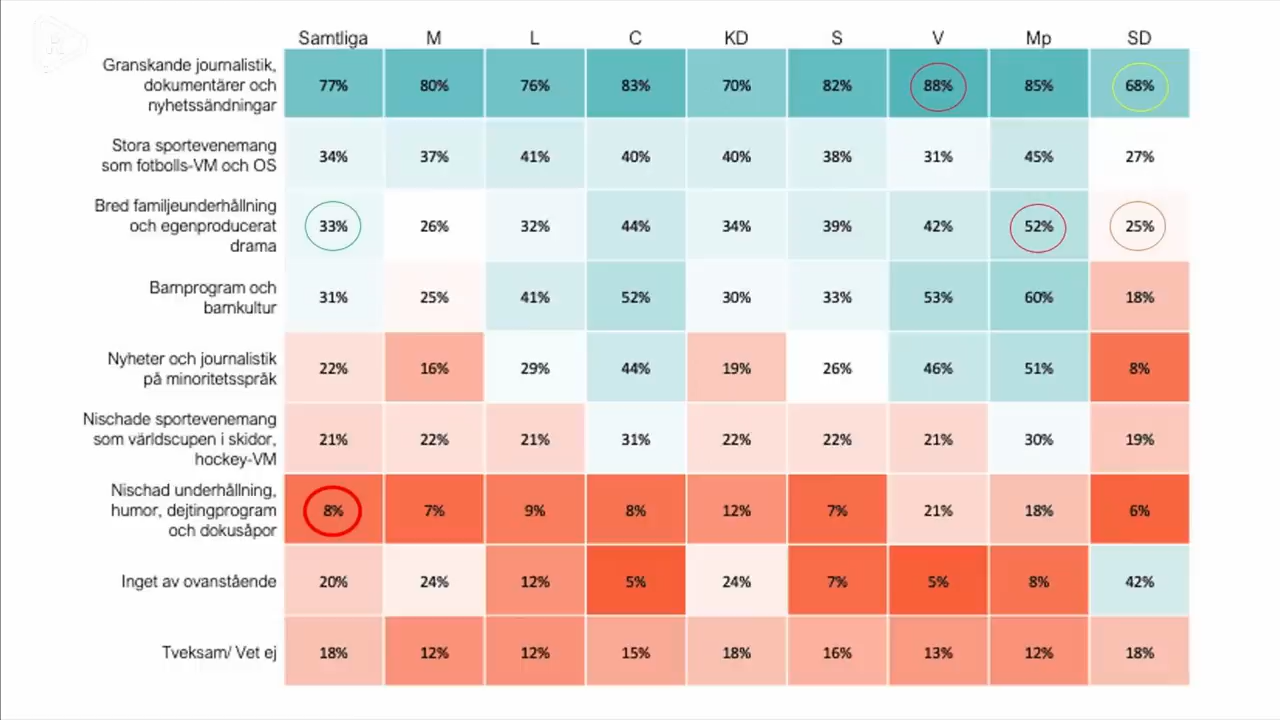 Samtliga M L C KD S V Mp SD
Granskande journalistik,
dokumentärer och
nyhetssändningar
77% 80% 76% 83% 70% 82% 88% 85% 68%
Stora sportevenemang
som fotbolls-VM och OS
34% 37% 41% 40% 40% 38% 31% 45% 27%
Bred familjeunderhållning
och egenproducerat
drama
33% 26% 32% 44% 34% 39% 42% 52% 25%
Barnprogram och
barnkultur
31% 25% 41% 52% 30% 33% 53% 60% 18%
Nyheter och journalistik
på minoritetsspråk
22% 16% 29% 44% 19% 26% 46% 51% 8%
Nischade sportevenemang
som världscupen i skidor,
hockey-VM
21% 22% 21% 31% 22% 22% 21% 30% 19%
Nischad underhållning,
humor, dejtingprogram
och dokusåpor
8% 7% 9% 8% 12% 7% 21% 18% 6%
Inget av ovanstående
20% 24% 12% 5% 24% 7% 5% 8% 42%
Tveksam/ Vet ej
18% 12% 12% 15% 18% 16% 13% 12% 18%